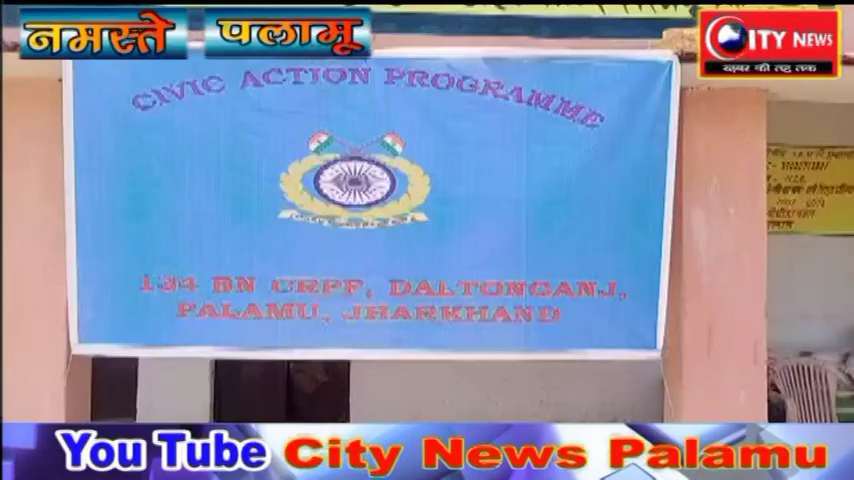 नमस्ते पलामू
CITY NEWS
ख़बर की तह तक
CIVIC ACTION PROGRAMME
134 BN CRPF, DALTONGANJ,
PALAMU, JHARKHAND
You Tube City News Palamu